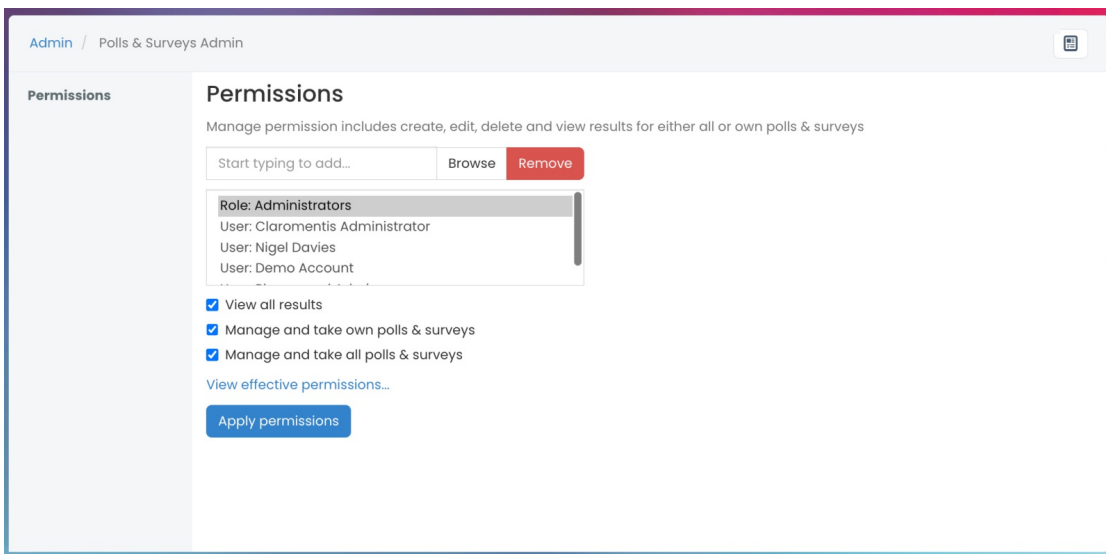 Admin / Polls & Surveys Admin
Permissions
Permissions
Manage permission includes create, edit, delete and view results for either all or own polls & surveys
Start typing to add... Browse Remove
Role: Administrators
User: Claromentis Administrator
User: Nigel Davies
User: Demo Account
View all results
Manage and take own polls & surveys
Manage and take all polls & surveys
View effective permissions...
Apply permissions